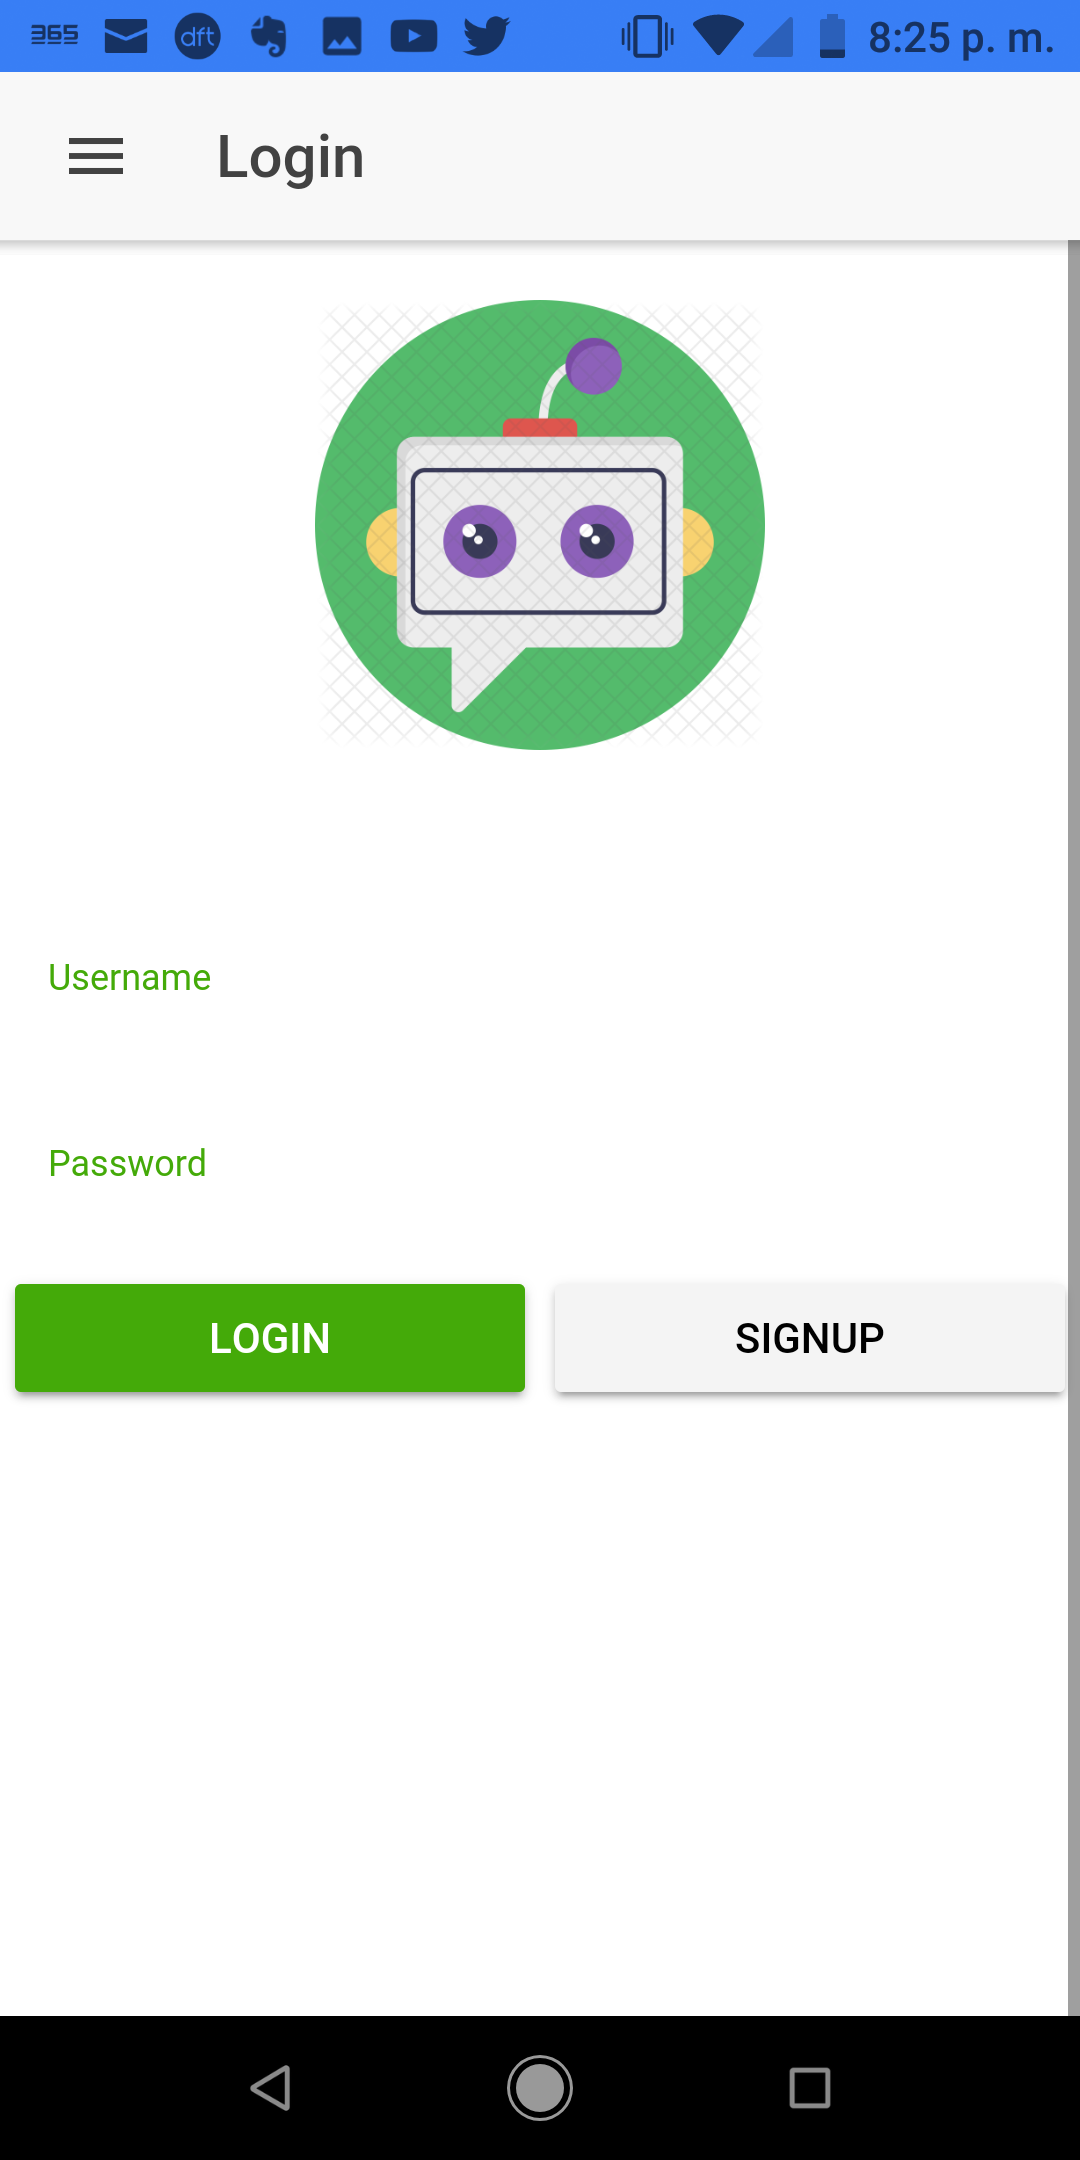 365 dft 8:25 p. m.
Login
Username
Password
LOGIN SIGNUP